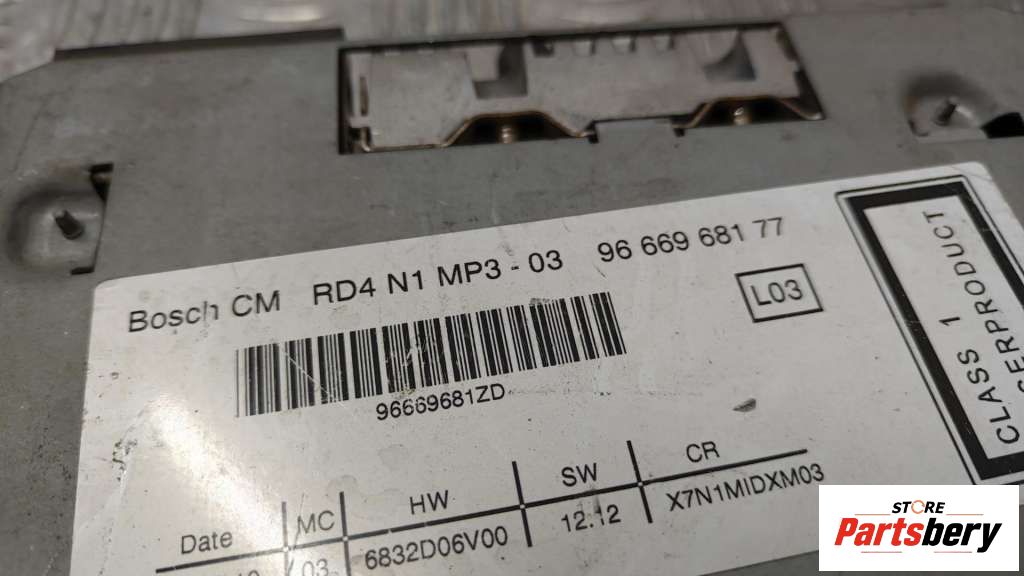 Bosch CM RD4 N1 MP3 - 03 96 669 681 77
L03
96669681ZD
CLASS 1
Date MC HW SW CR
03 6832D06V00 12.12 X7N1MIDXM03
STORE
Partsbery